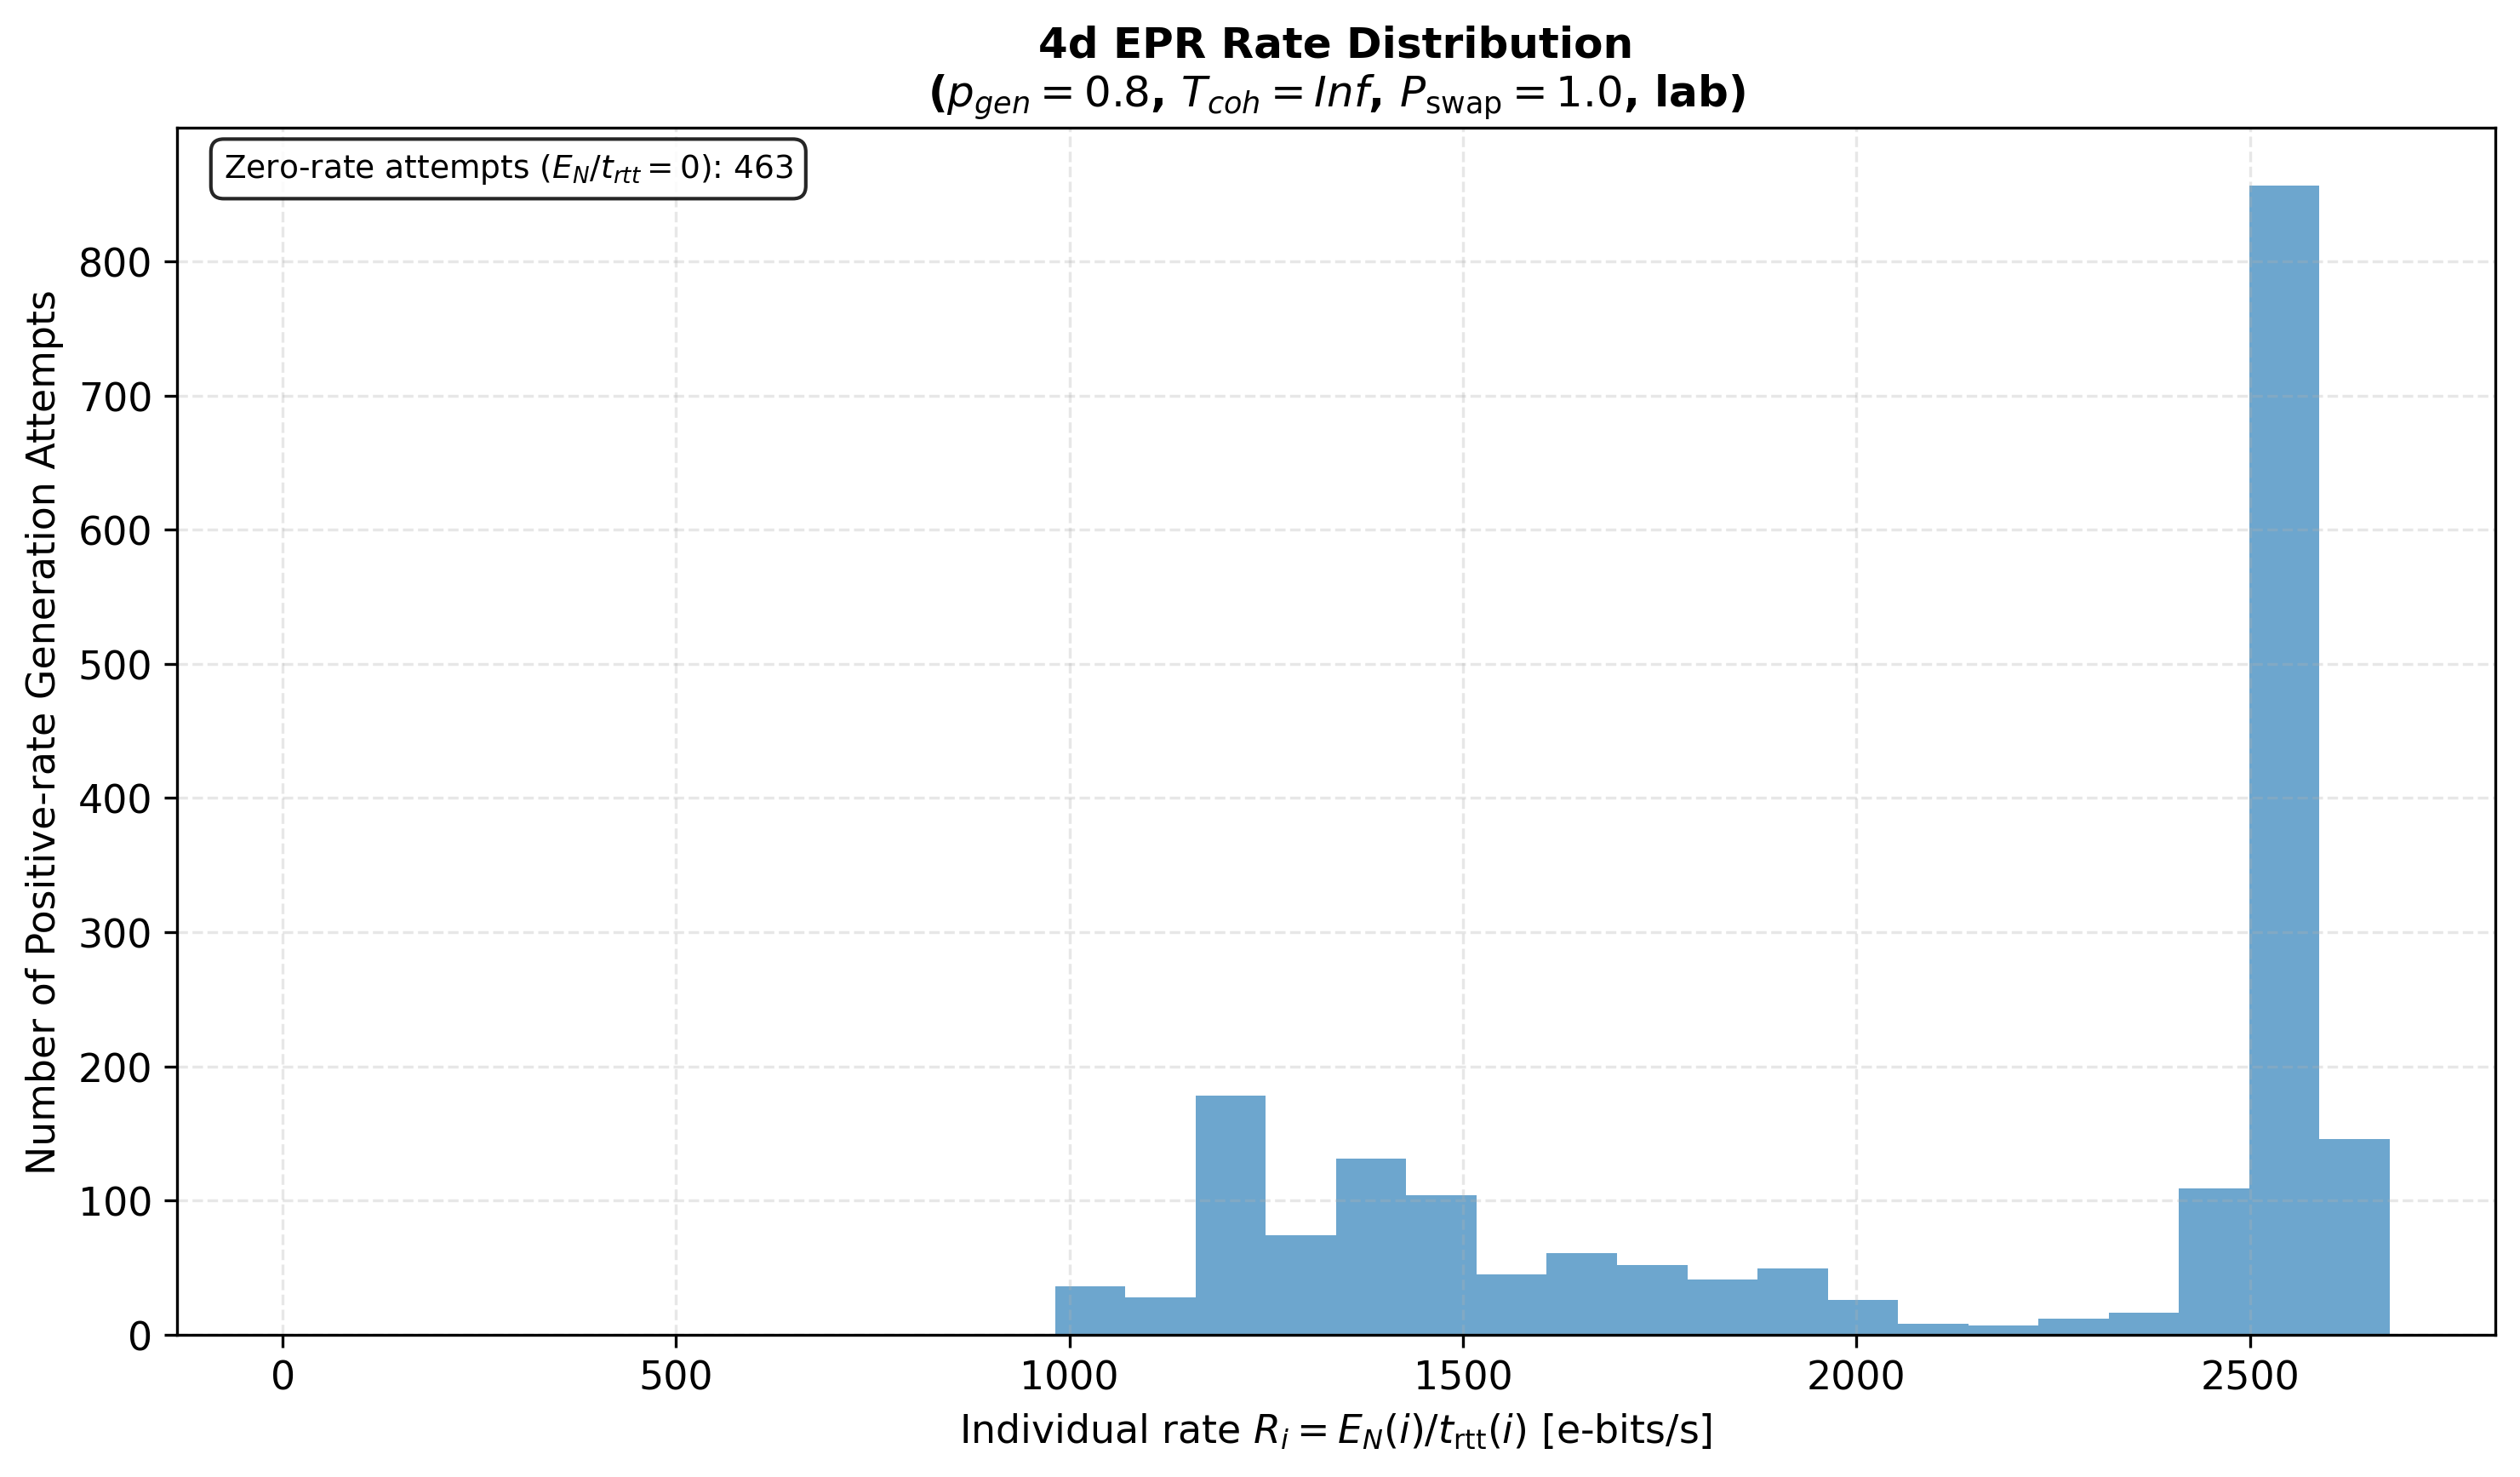 4d EPR Rate Distribution
(p_gen = 0.8, T_coh = Inf, P_swap = 1.0, lab)
Zero-rate attempts (E_N/t_rtt = 0): 463
Number of Positive-rate Generation Attempts
800
700
600
500
400
300
200
100
0
0 500 1000 1500 2000 2500
Individual rate R_i = E_N(i)/t_rtt(i) [e-bits/s]